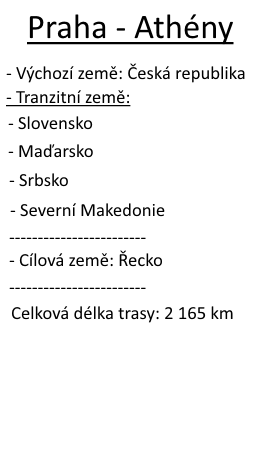 Praha - Athény
- Výchozí země: Česká republika
- Tranzitní země:
- Slovensko
- Maďarsko
- Srbsko
- Severní Makedonie
------------------------
- Cílová země: Řecko
------------------------
Celková délka trasy: 2 165 km